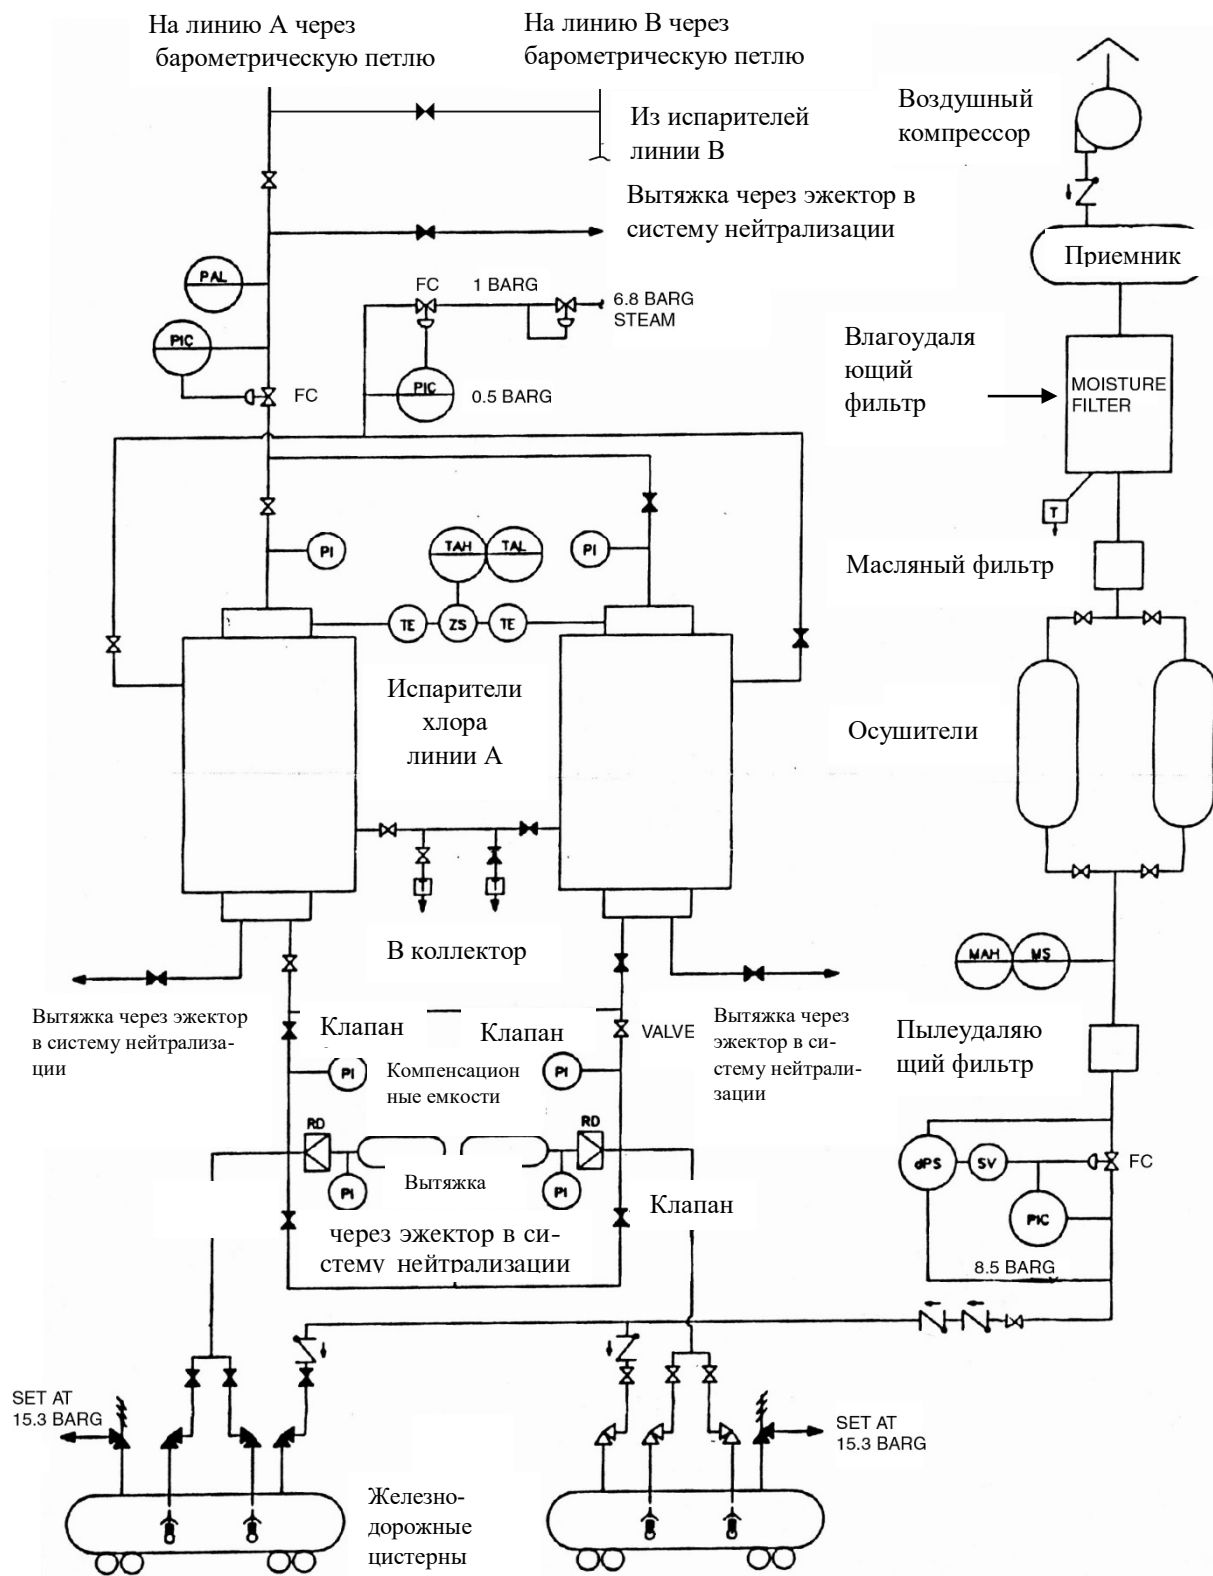 На линию А через
барометрическую петлю
На линию В через
барометрическую петлю
Из испарителей
линии В
Воздушный
компрессор
Вытяжка через эжектор в
систему нейтрализации
Приемник
PAL
FC
1 BARG
6.8 BARG
STEAM
PIC
FC
PIC
0.5 BARG
Влагоудаля
ющий
фильтр
MOISTURE
FILTER
T
PI
TAH
TAL
PI
Масляный фильтр
TE
ZS
TE
Испарители
хлора
линии А
Осушители
T
T
В коллектор
MAH
MS
Вытяжка через эжектор
в систему нейтрализа-
ции
Клапан
Клапан
VALVE
Вытяжка через
эжектор в си-
стему нейтрали-
зации
Пылеудаляю
щий фильтр
PI
Компенсацион
ные емкости
PI
RD
RD
dPS
SV
FC
PI
Вытяжка
PI
Клапан
PIC
через эжектор в си-
стему нейтрализации
8.5 BARG
SET AT
15.3 BARG
SET AT
15.3 BARG
Железно-
дорожные
цистерны